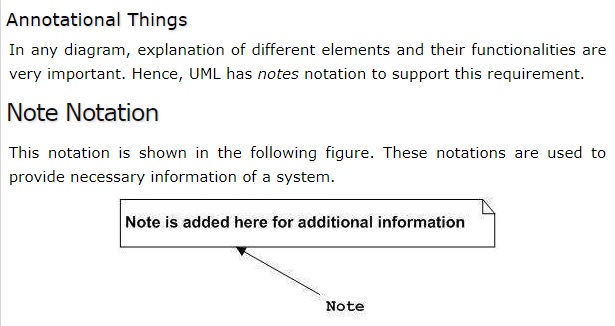 Annotational Things
In any diagram, explanation of different elements and their functionalities are
very important. Hence, UML has notes notation to support this requirement.
Note Notation
This notation is shown in the following figure. These notations are used to
provide necessary information of a system.
Note is added here for additional information
Note